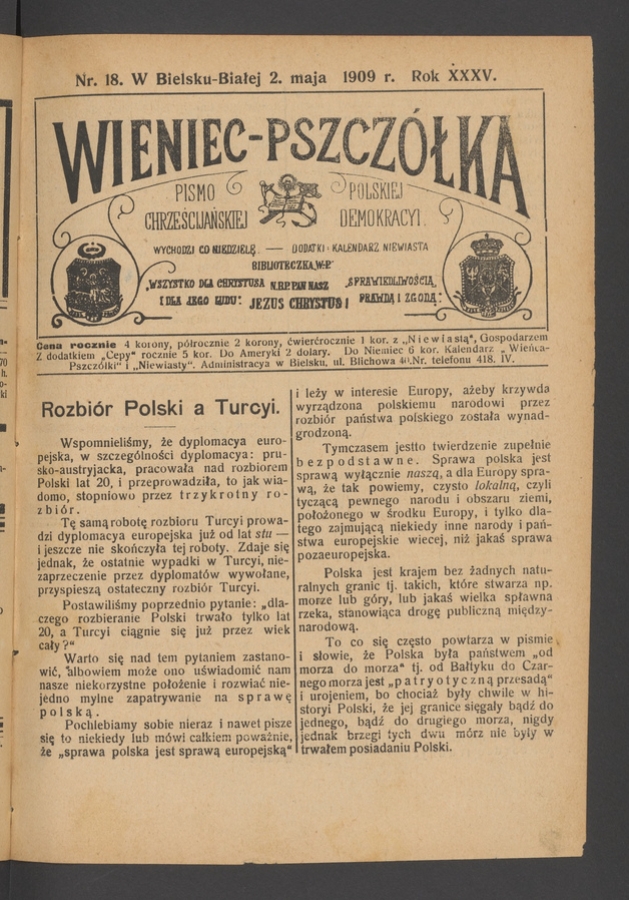 Nr. 18. W Bielsku-Białej 2. maja 1909 r. Rok XXXV.
WIENIEC-PSZCZÓŁKA
PISMO POLSKIEJ
CHRZEŚCIJAŃSKIEJ DEMOKRACYI.
WYCHODZI CO NIEDZIELĘ. — DODATKI: KALENDARZ NIEWIASTA
BIBLIOTECZKA W-P
„WSZYSTKO DLA CHRYSTUSA N.R.P. PAN NASZ „SPRAWIEDLIWOŚCIĄ,
I DLA JEGO LUDU". JEZUS CHRYSTUS! PRAWDĄ I ZGODĄ."
Cena rocznie 4 korony, półrocznie 2 korony, ćwierćrocznie 1 kor. z „Niewiastą", Gospodarzem
Z dodatkiem „Cepy" rocznie 5 kor. Do Ameryki 2 dolary. Do Niemiec 6 kor. Kalendarz „Wieńca-
Pszczółki" i „Niewiasty". Administracya w Bielsku, ul. Blichowa 40. Nr. telefonu 418. IV.
Rozbiór Polski a Turcyi.
Wspomnieliśmy, że dyplomacya euro-
pejska, w szczególności dyplomacya: pru-
sko-austryjacka, pracowała nad rozbiorem
Polski lat 20, i przeprowadziła, to jak wia-
domo, stopniowo przez trzykrotny ro-
zbiór.
Tę samą robotę rozbioru Turcyi prowa-
dzi dyplomacya europejska już od lat stu —
i jeszcze nie skończyła tej roboty. Zdaje się
jednak, że ostatnie wypadki w Turcyi, nie-
zaprzeczenie przez dyplomatów wywołane,
przyspieszą ostateczny rozbiór Turcyi.
Postawiliśmy poprzednio pytanie: „dla-
czego rozbieranie Polski trwało tylko lat
20, a Turcyi ciągnie się już przez wiek
cały?"
Warto się nad tem pytaniem zastano-
wić, albowiem może ono uświadomić nam
nasze niekorzystne położenie i rozwiać nie-
jedno mylne zapatrywanie na sprawę
polską.
Pochlebiamy sobie nieraz i nawet pisze
się to niekiedy lub mówi całkiem poważnie,
że „sprawa polska jest sprawą europejską"
i leży w interesie Europy, ażeby krzywda
wyrządzona polskiemu narodowi przez
rozbiór państwa polskiego została wynad-
grodzoną.
Tymczasem jestto twierdzenie zupełnie
bezpodstawne. Sprawa polska jest
sprawą wyłącznie naszą, a dla Europy spra-
wą, że tak powiemy, czysto lokalną, czyli
tyczącą pewnego narodu i obszaru ziemi,
położonego w środku Europy, i tylko dla-
tego zajmującą niekiedy inne narody i pań-
stwa europejskie wiecej, niż jakaś sprawa
pozaeuropejska.
Polska jest krajem bez żadnych natu-
ralnych granic tj. takich, które stwarza np.
morze lub góry, lub jakaś wielka spławna
rzeka, stanowiąca drogę publiczną między-
narodową.
To co się często powtarza w pismie
i słowie, że Polska była państwem „od
morza do morza" tj. od Bałtyku do Czar-
nego morza jest „patryotyczną przesadą"
i urojeniem, bo chociaż były chwile w hi-
storyi Polski, że jej granice sięgały bądź do
jednego, bądź do drugiego morza, nigdy
jednak brzegi tych dwu mórz nie były w
trwałem posiadaniu Polski.